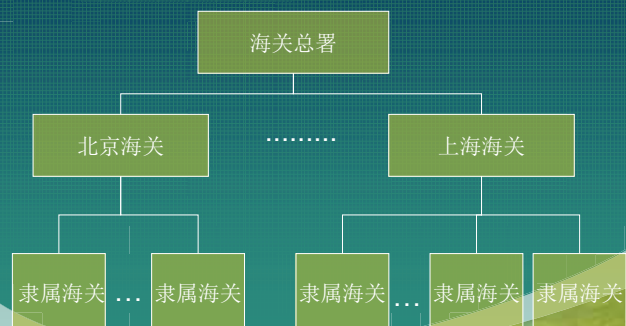 海关总署
北京海关 ......... 上海海关
隶属海关 ... 隶属海关 隶属海关 ... 隶属海关 隶属海关